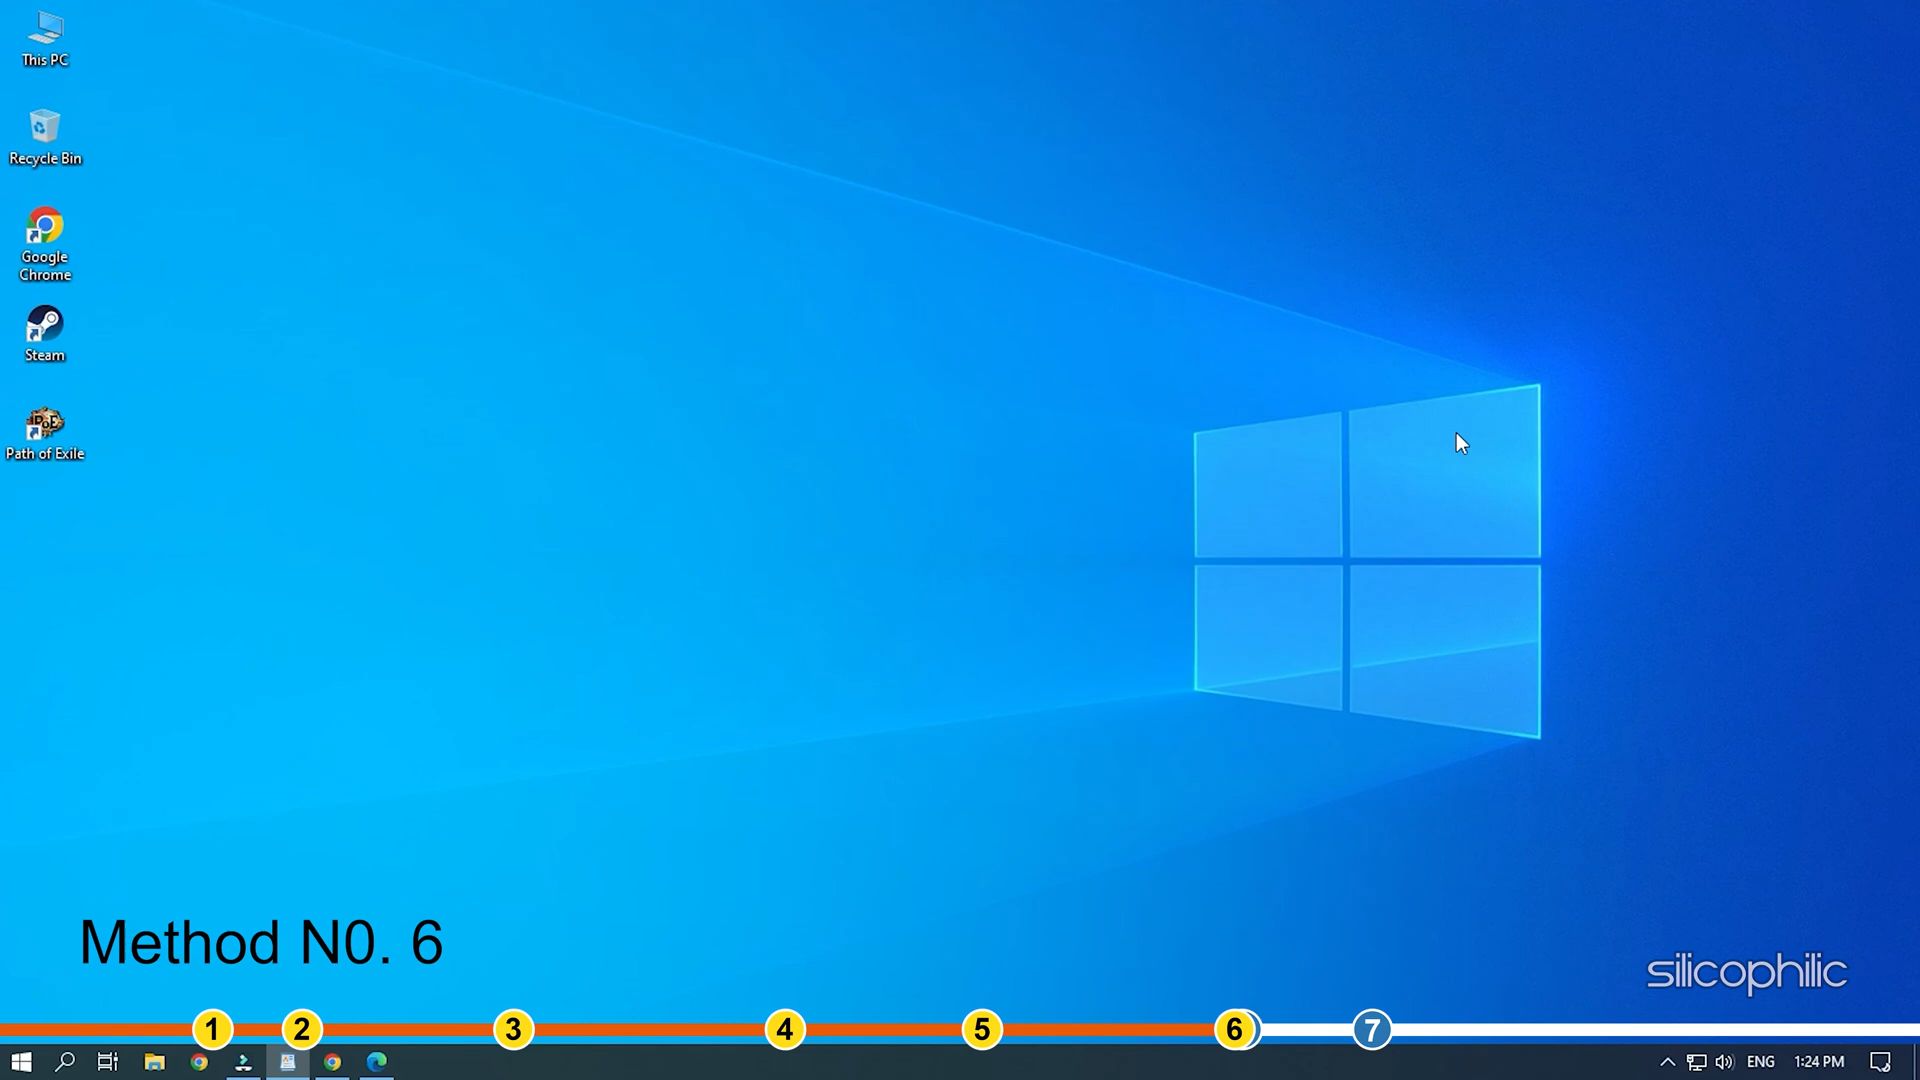 This PC
Recycle Bin
Google
Chrome
Steam
PoE
Path of Exile
Method N0. 6
silicophilic
1 2 3 4 5 6 7
ENG 1:24 PM